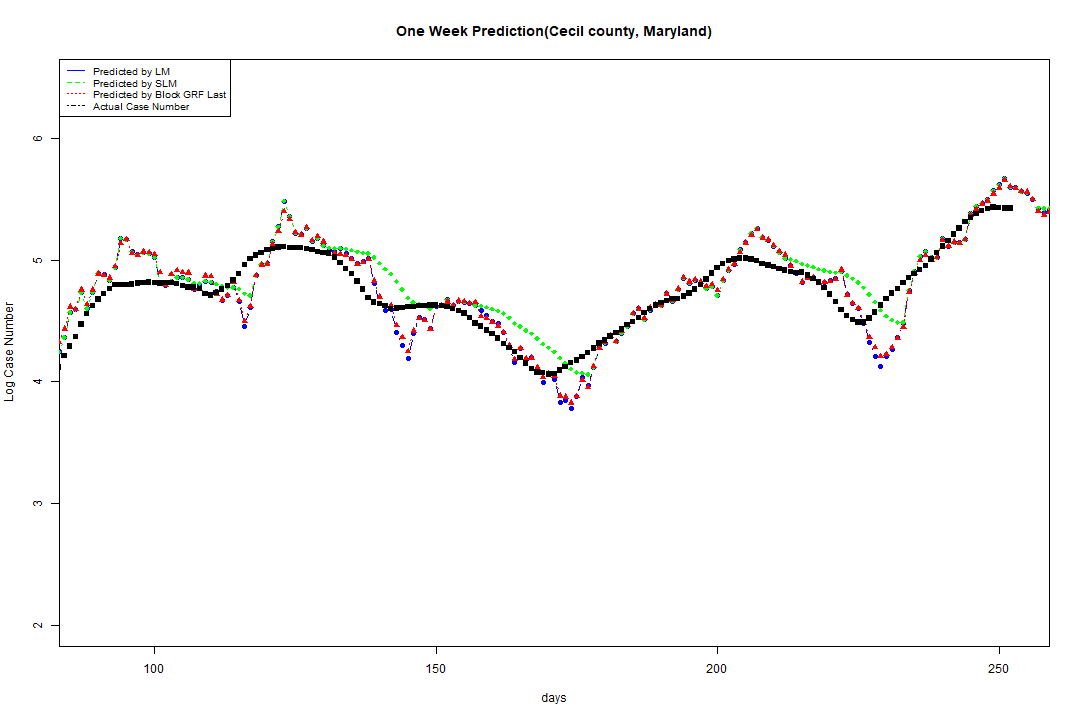 One Week Prediction(Cecil county, Maryland)
Predicted by LM
Predicted by SLM
Predicted by Block GRF Last
Actual Case Number
6
5
4
3
2
Log Case Number
100 150 200 250
days